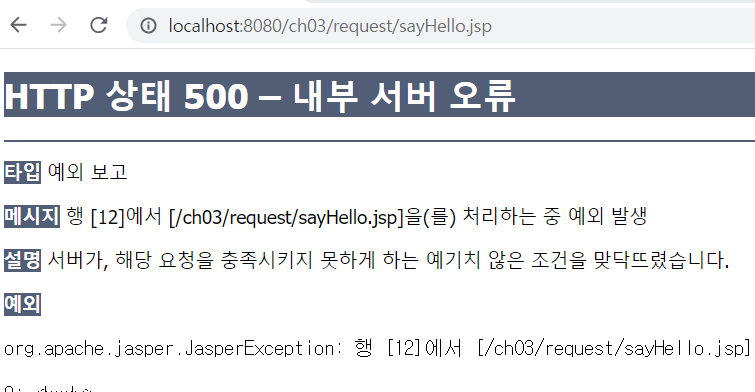 localhost:8080/ch03/request/sayHello.jsp
HTTP 상태 500 – 내부 서버 오류
타입 예외 보고
메시지 행 [12]에서 [/ch03/request/sayHello.jsp]을(를) 처리하는 중 예외 발생
설명 서버가, 해당 요청을 충족시키지 못하게 하는 예기치 않은 조건을 맞닥뜨렸습니다.
예외
org.apache.jasper.JasperException: 행 [12]에서 [/ch03/request/sayHello.jsp]